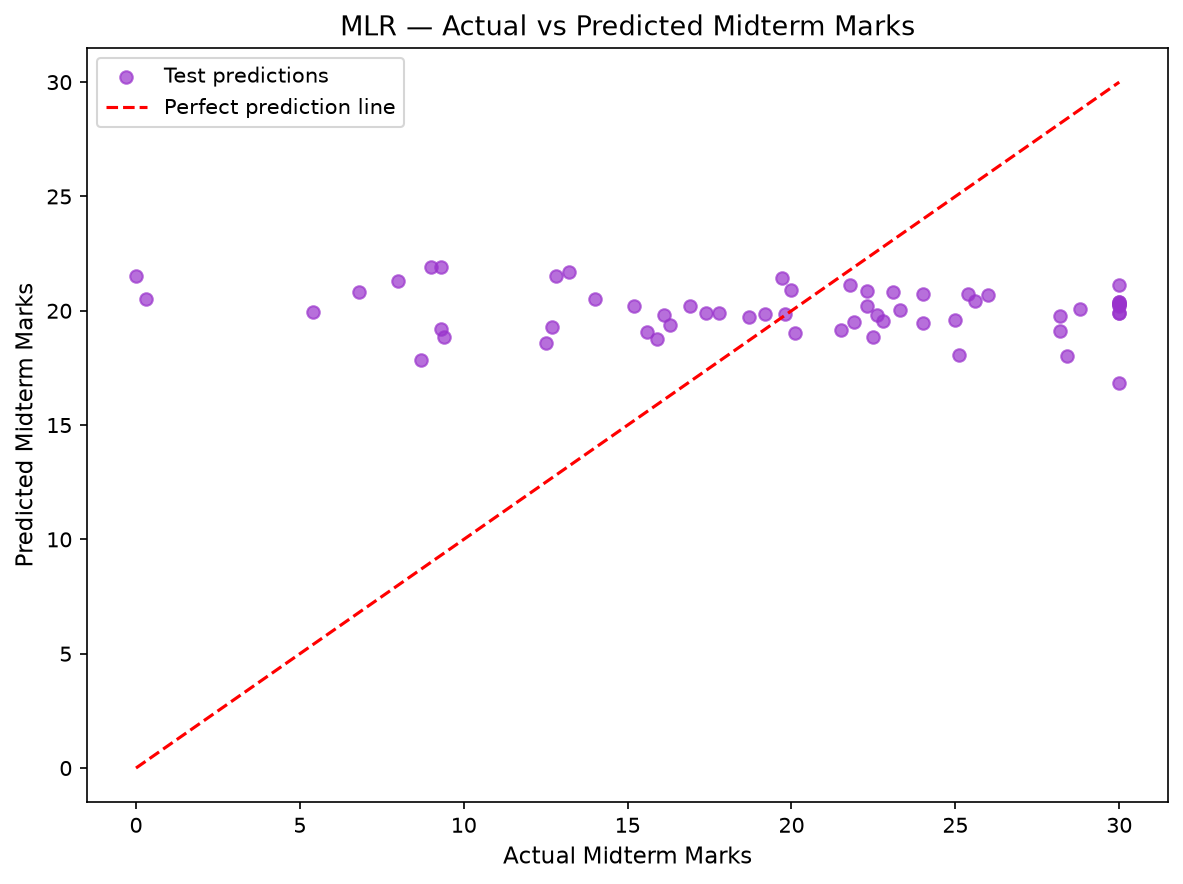 MLR — Actual vs Predicted Midterm Marks
Test predictions
Perfect prediction line
Predicted Midterm Marks
30
25
20
15
10
5
0
0 5 10 15 20 25 30
Actual Midterm Marks